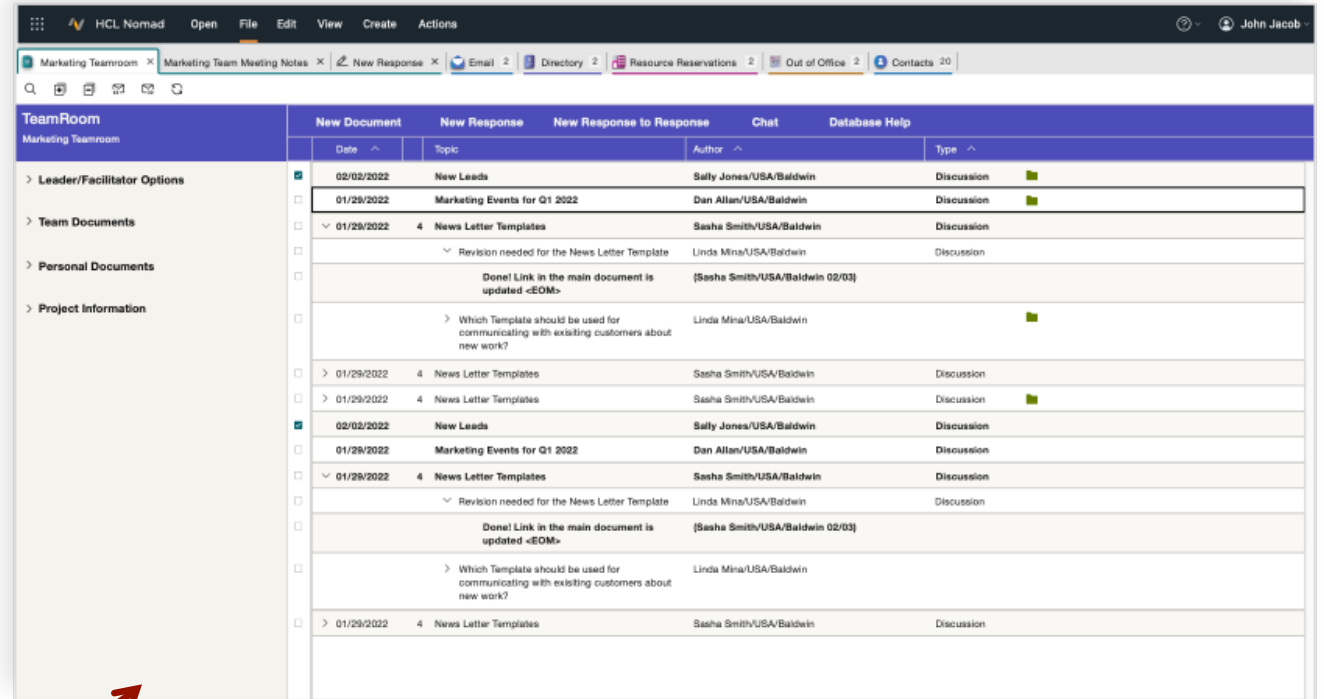 HCL Nomad Open File Edit View Create Actions John Jacob
Marketing Teamroom Marketing Team Meeting Notes New Response Email 2 Directory 2 Resource Reservations 2 Out of Office 2 Contacts 20
TeamRoom
Marketing Teamroom
New Document New Response New Response to Response Chat Database Help
Date Topic Author Type
Leader/Facilitator Options
Team Documents
Personal Documents
Project Information
02/02/2022 New Leads Sally Jones/USA/Baldwin Discussion
01/29/2022 Marketing Events for Q1 2022 Dan Allan/USA/Baldwin Discussion
01/29/2022 4 News Letter Templates Sasha Smith/USA/Baldwin Discussion
Revision needed for the News Letter Template Linda Mina/USA/Baldwin Discussion
Done! Link in the main document is (Sasha Smith/USA/Baldwin 02/03)
updated <EOM>
Which Template should be used for Linda Mina/USA/Baldwin
communicating with exisiting customers about
new work?
01/29/2022 4 News Letter Templates Sasha Smith/USA/Baldwin Discussion
01/29/2022 4 News Letter Templates Sasha Smith/USA/Baldwin Discussion
02/02/2022 New Leads Sally Jones/USA/Baldwin Discussion
01/29/2022 Marketing Events for Q1 2022 Dan Allan/USA/Baldwin Discussion
01/29/2022 4 News Letter Templates Sasha Smith/USA/Baldwin Discussion
Revision needed for the News Letter Template Linda Mina/USA/Baldwin Discussion
Done! Link in the main document is (Sasha Smith/USA/Baldwin 02/03)
updated <EOM>
Which Template should be used for Linda Mina/USA/Baldwin
communicating with exisiting customers about
new work?
01/29/2022 4 News Letter Templates Sasha Smith/USA/Baldwin Discussion